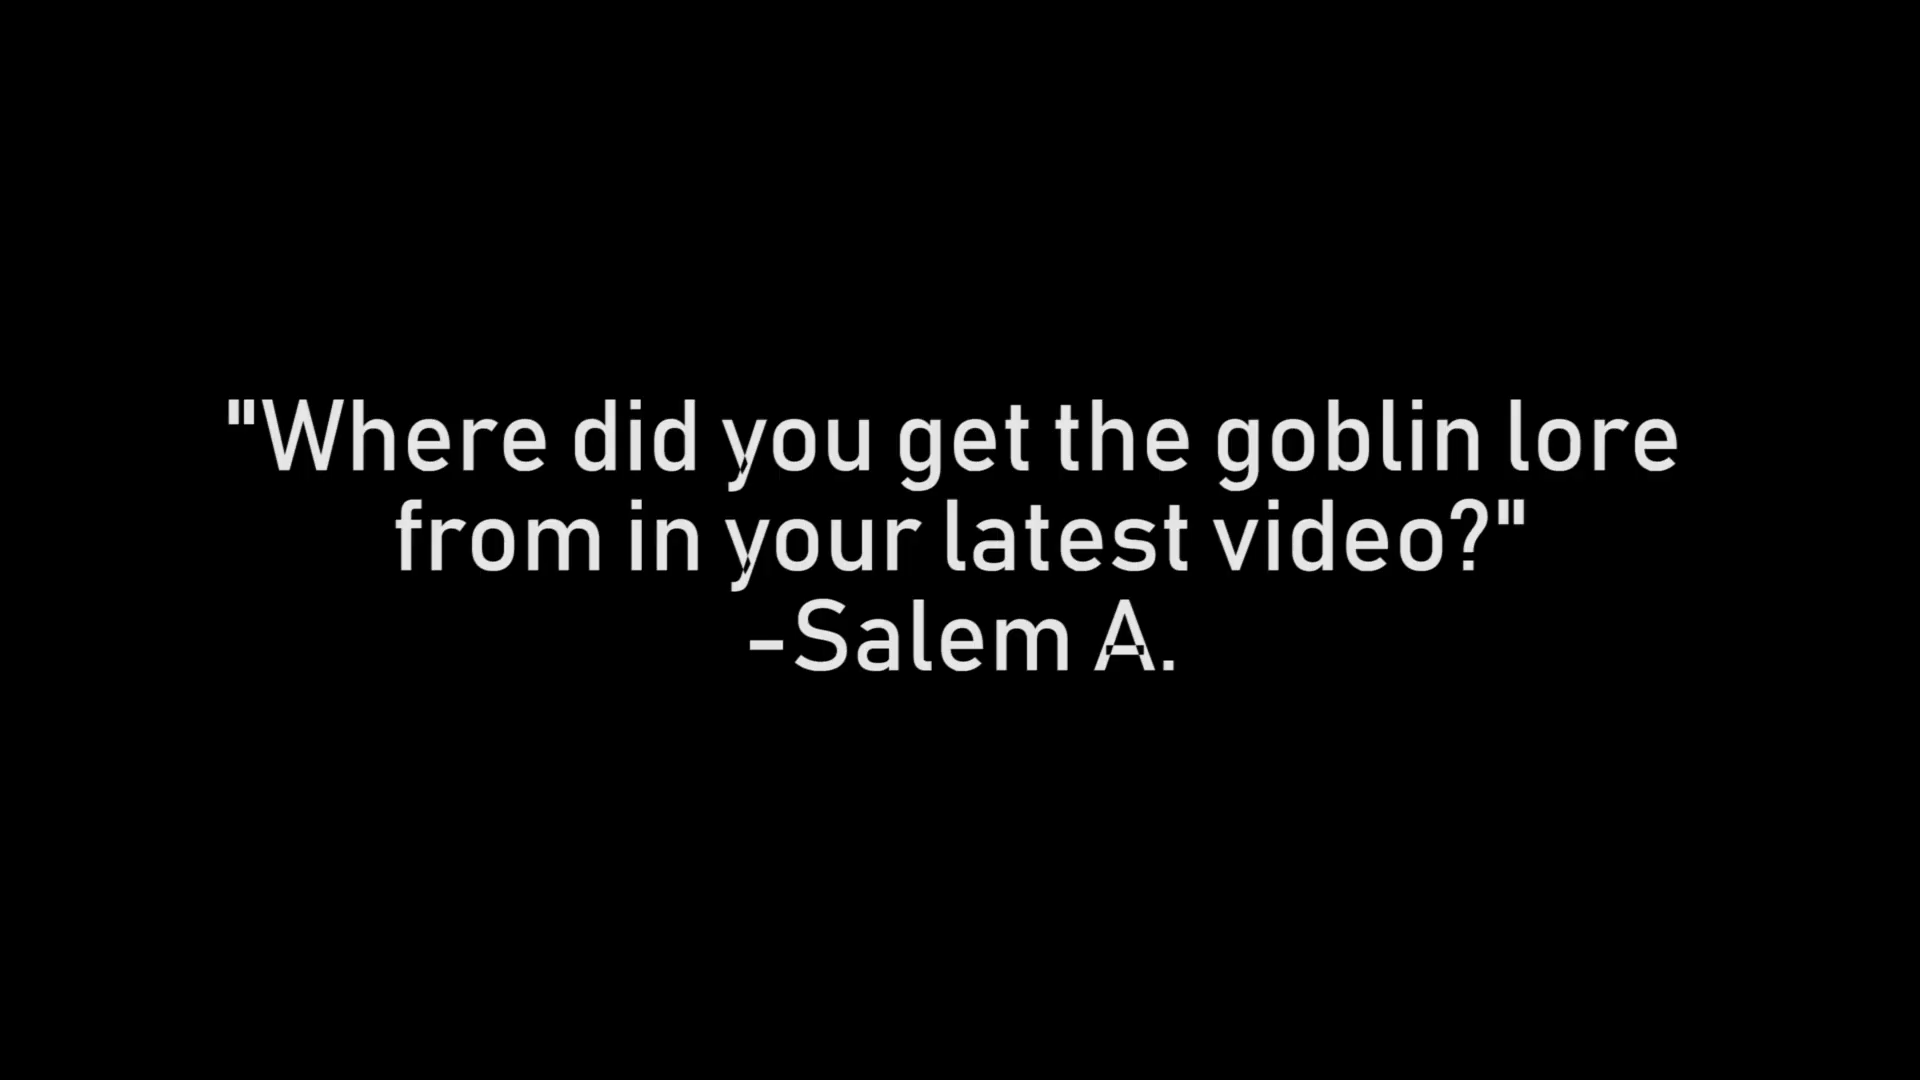 "Where did you get the goblin lore
from in your latest video?"
-Salem A.